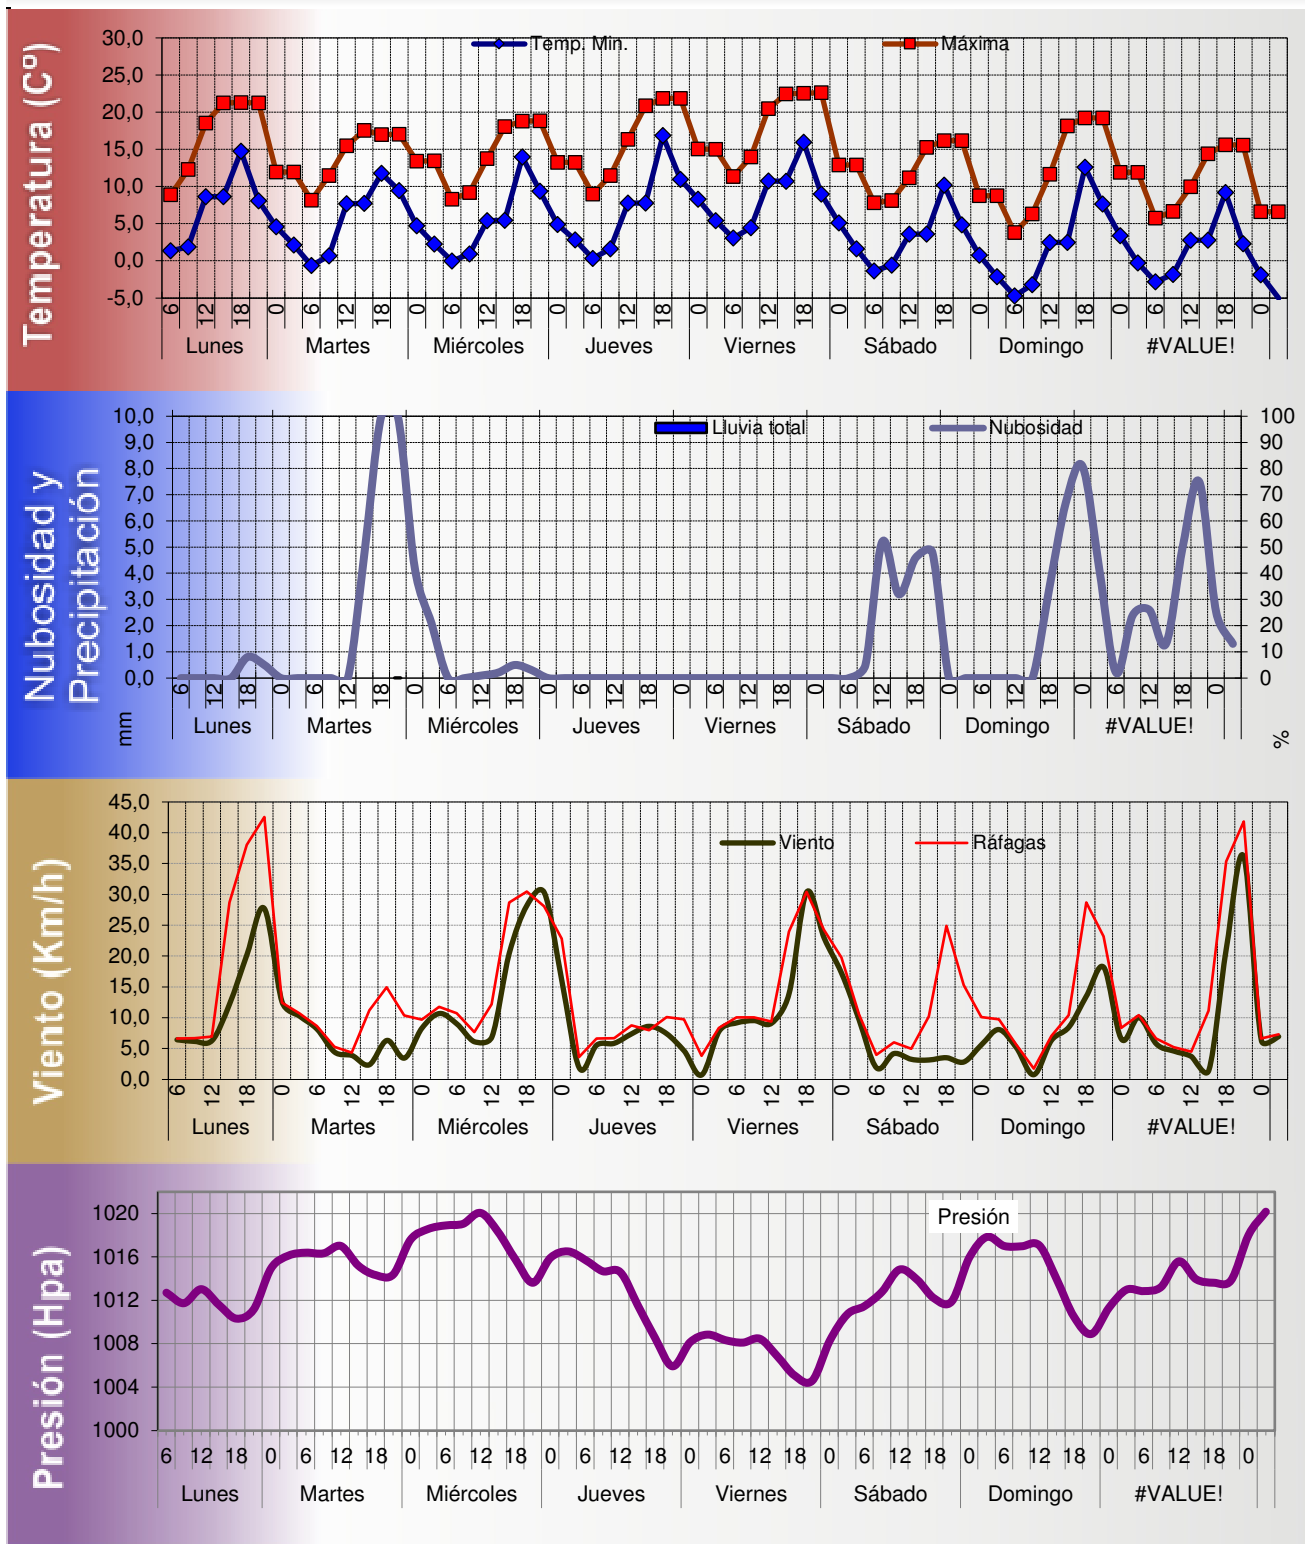 Temperatura (Cº)
30,0
25,0
20,0
15,0
10,0
5,0
0,0
-5,0
Temp. Min.
Máxima
6 12 18 0 6 12 18 0 6 12 18 0 6 12 18 0 6 12 18 0 6 12 18 0 6 12 18 0 6 12 18 0
Lunes Martes Miércoles Jueves Viernes Sábado Domingo #VALUE!
Nubosidad y
Precipitación
10,0
9,0
8,0
7,0
6,0
5,0
4,0
3,0
2,0
1,0
0,0
mm
Lluvia total
Nubosidad
100
90
80
70
60
50
40
30
20
10
0
%
6 12 18 0 6 12 18 0 6 12 18 0 6 12 18 0 6 12 18 0 6 12 18 0 6 12 18 0 6 12 18 0
Lunes Martes Miércoles Jueves Viernes Sábado Domingo #VALUE!
Viento (Km/h)
45,0
40,0
35,0
30,0
25,0
20,0
15,0
10,0
5,0
0,0
Viento
Ráfagas
6 12 18 0 6 12 18 0 6 12 18 0 6 12 18 0 6 12 18 0 6 12 18 0 6 12 18 0 6 12 18 0
Lunes Martes Miércoles Jueves Viernes Sábado Domingo #VALUE!
Presión (Hpa)
1020
1016
1012
1008
1004
1000
Presión
6 12 18 0 6 12 18 0 6 12 18 0 6 12 18 0 6 12 18 0 6 12 18 0 6 12 18 0 6 12 18 0
Lunes Martes Miércoles Jueves Viernes Sábado Domingo #VALUE!